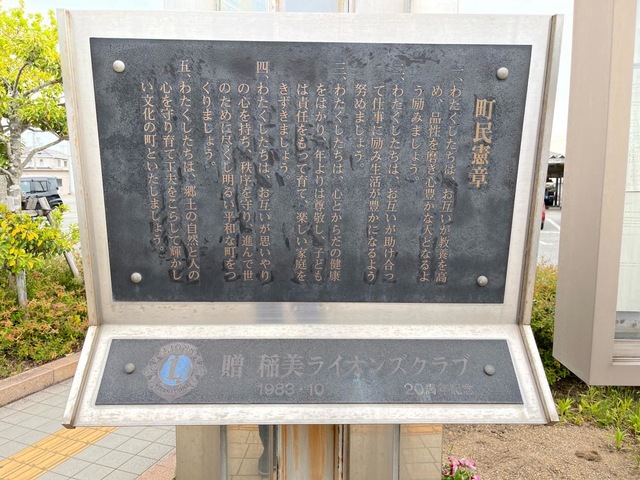 町民憲章
一、わたくしたちは、お互いが教養を高
め、品性を磨き心豊かな人となるよ
う励みましょう。
二、わたくしたちは、お互いが助け合っ
て仕事に励み生活が豊かになるよう
努めましょう。
三、わたくしたちは、心とからだの健康
をはかり、年よりは尊敬し、子ども
は責任をもって育て、楽しい家庭を
きずきましょう。
四、わたくしたちは、お互いが思いやり
の心を持ち、秩序を守り、進んで世
のために尽くし明るい平和な町をつ
くりましょう。
五、わたくしたちは、郷土の自然と人の
心を守り育て工夫をこらして輝かし
い文化の町といたしましょう。
贈 稲美ライオンズクラブ
1983-10 20周年記念